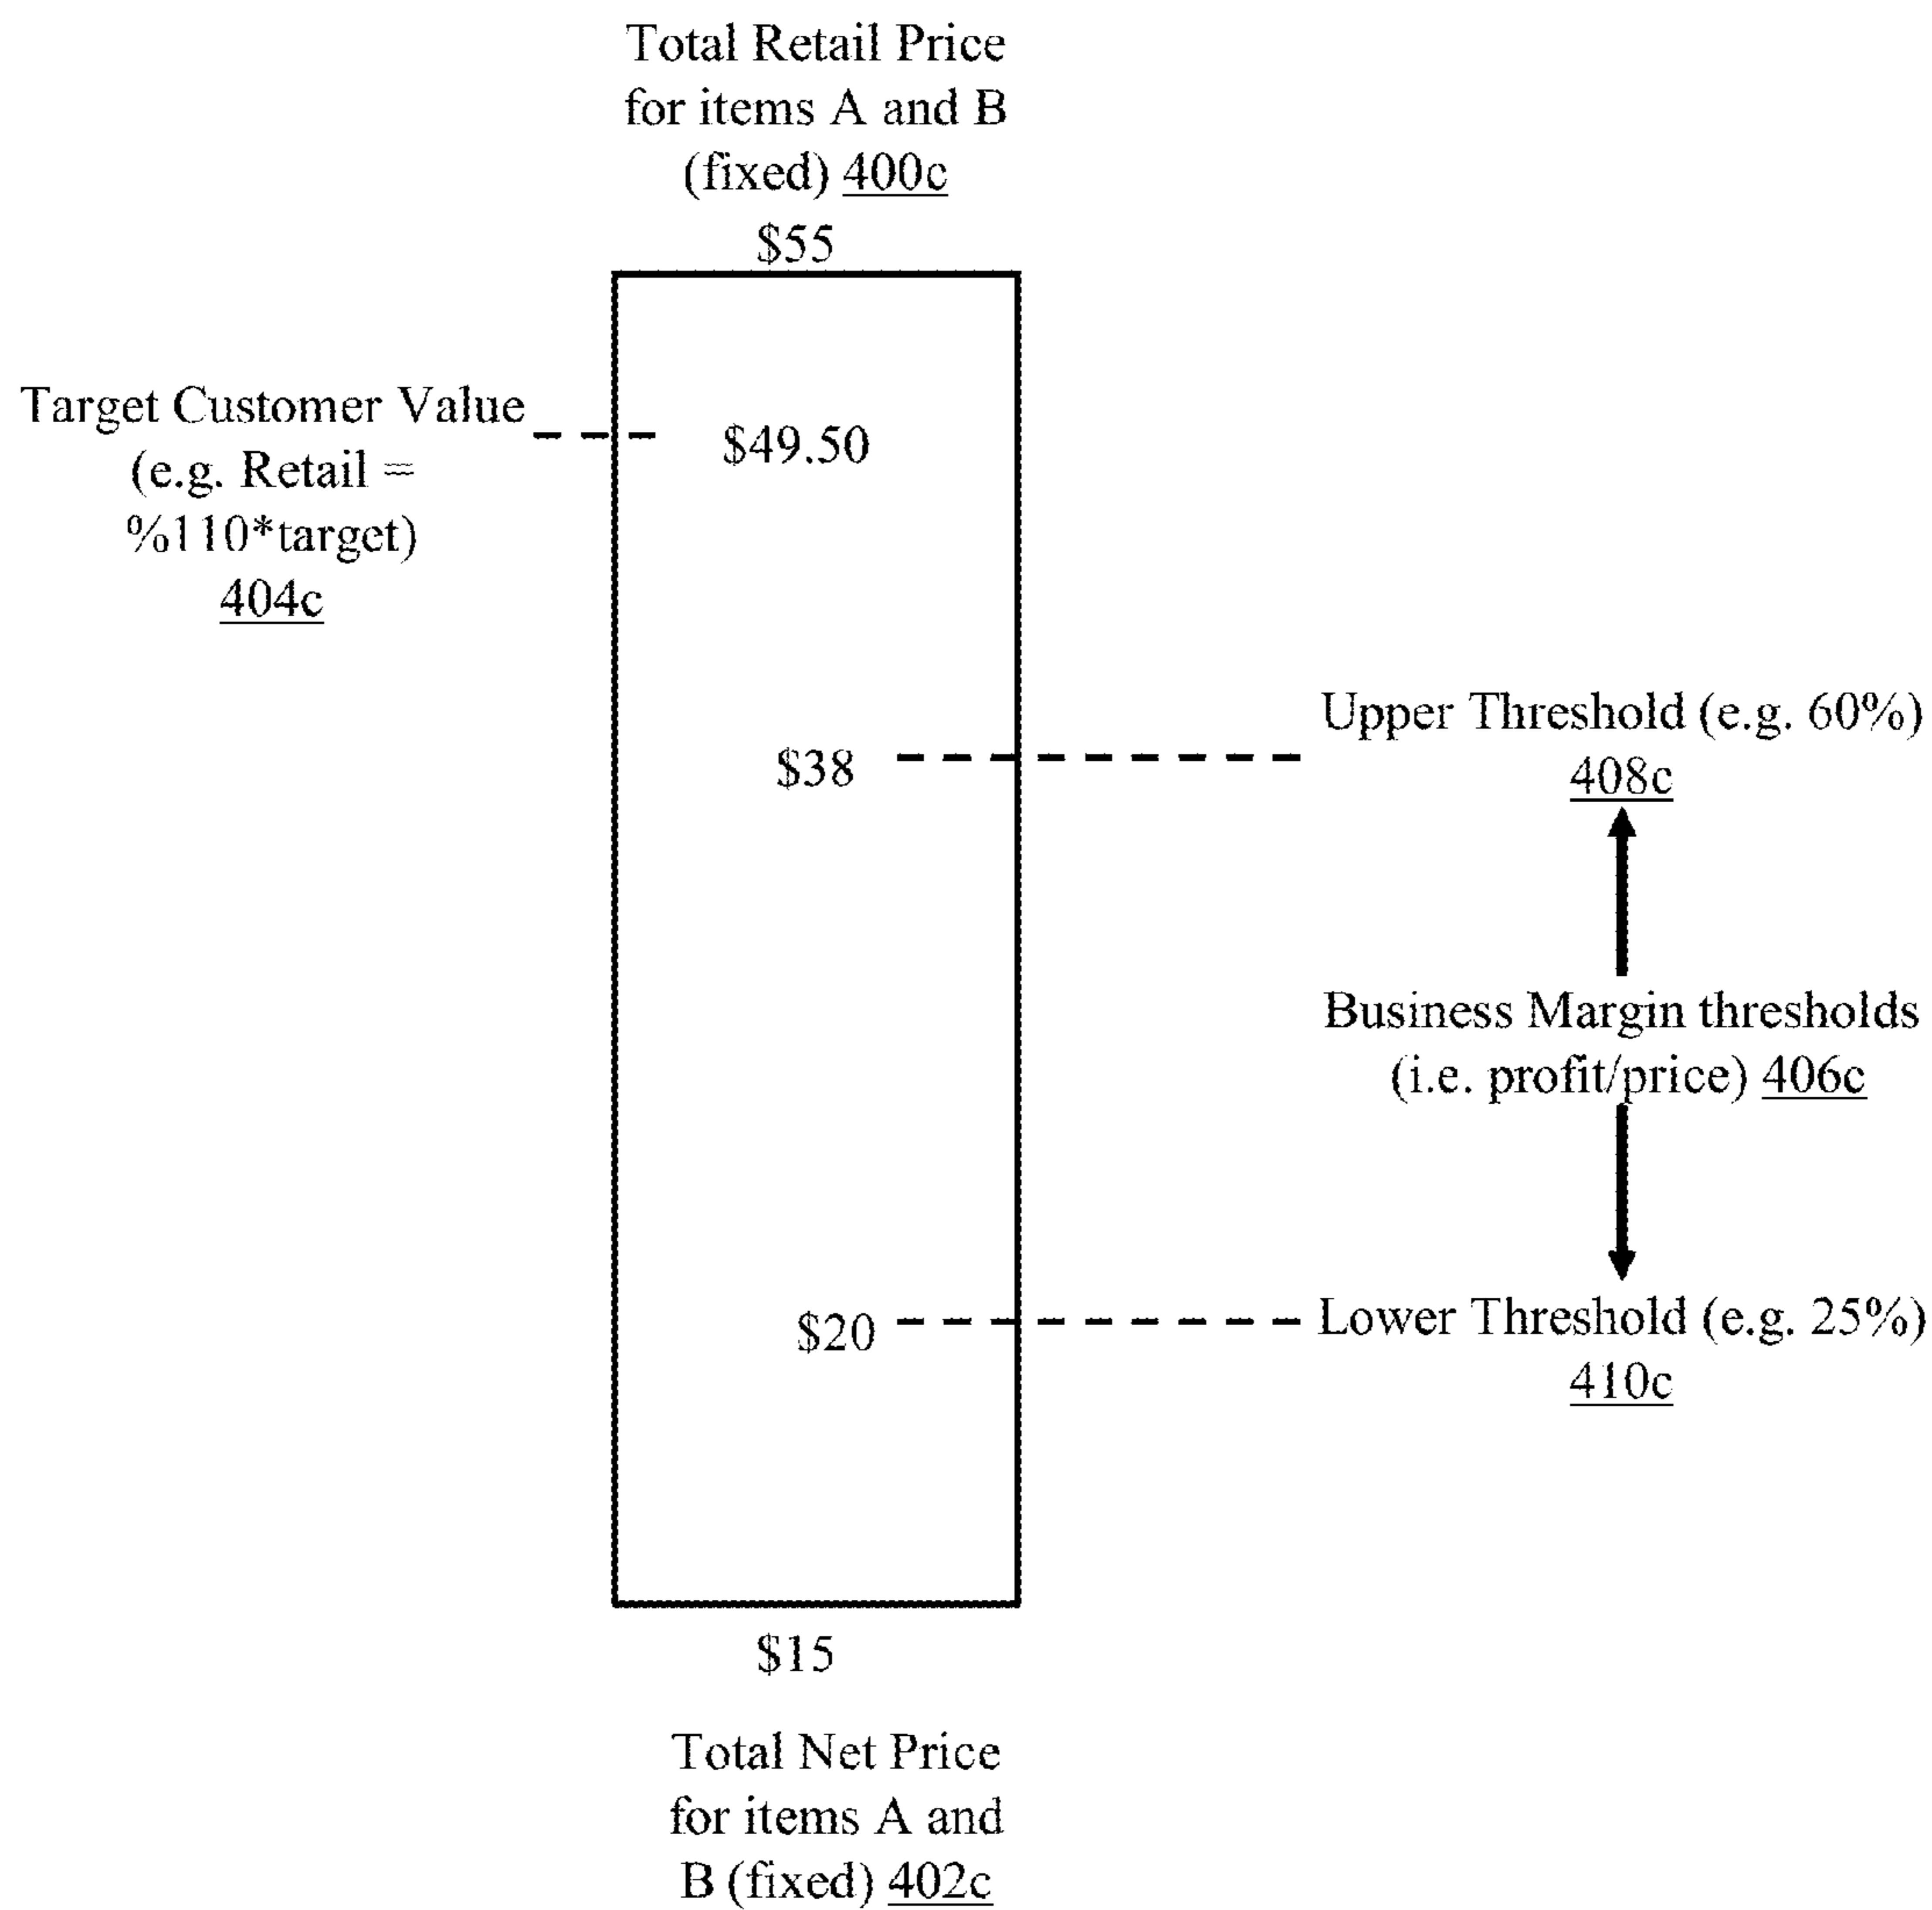 Total Retail Price
for items A and B
(fixed) 400c
$55
Target Customer Value
(e.g. Retail =
%110*target)
404c
$49.50
Upper Threshold (e.g. 60%)
408c
$38
Business Margin thresholds
(i.e. profit/price) 406c
$20
Lower Threshold (e.g. 25%)
410c
$15
Total Net Price
for items A and
B (fixed) 402c